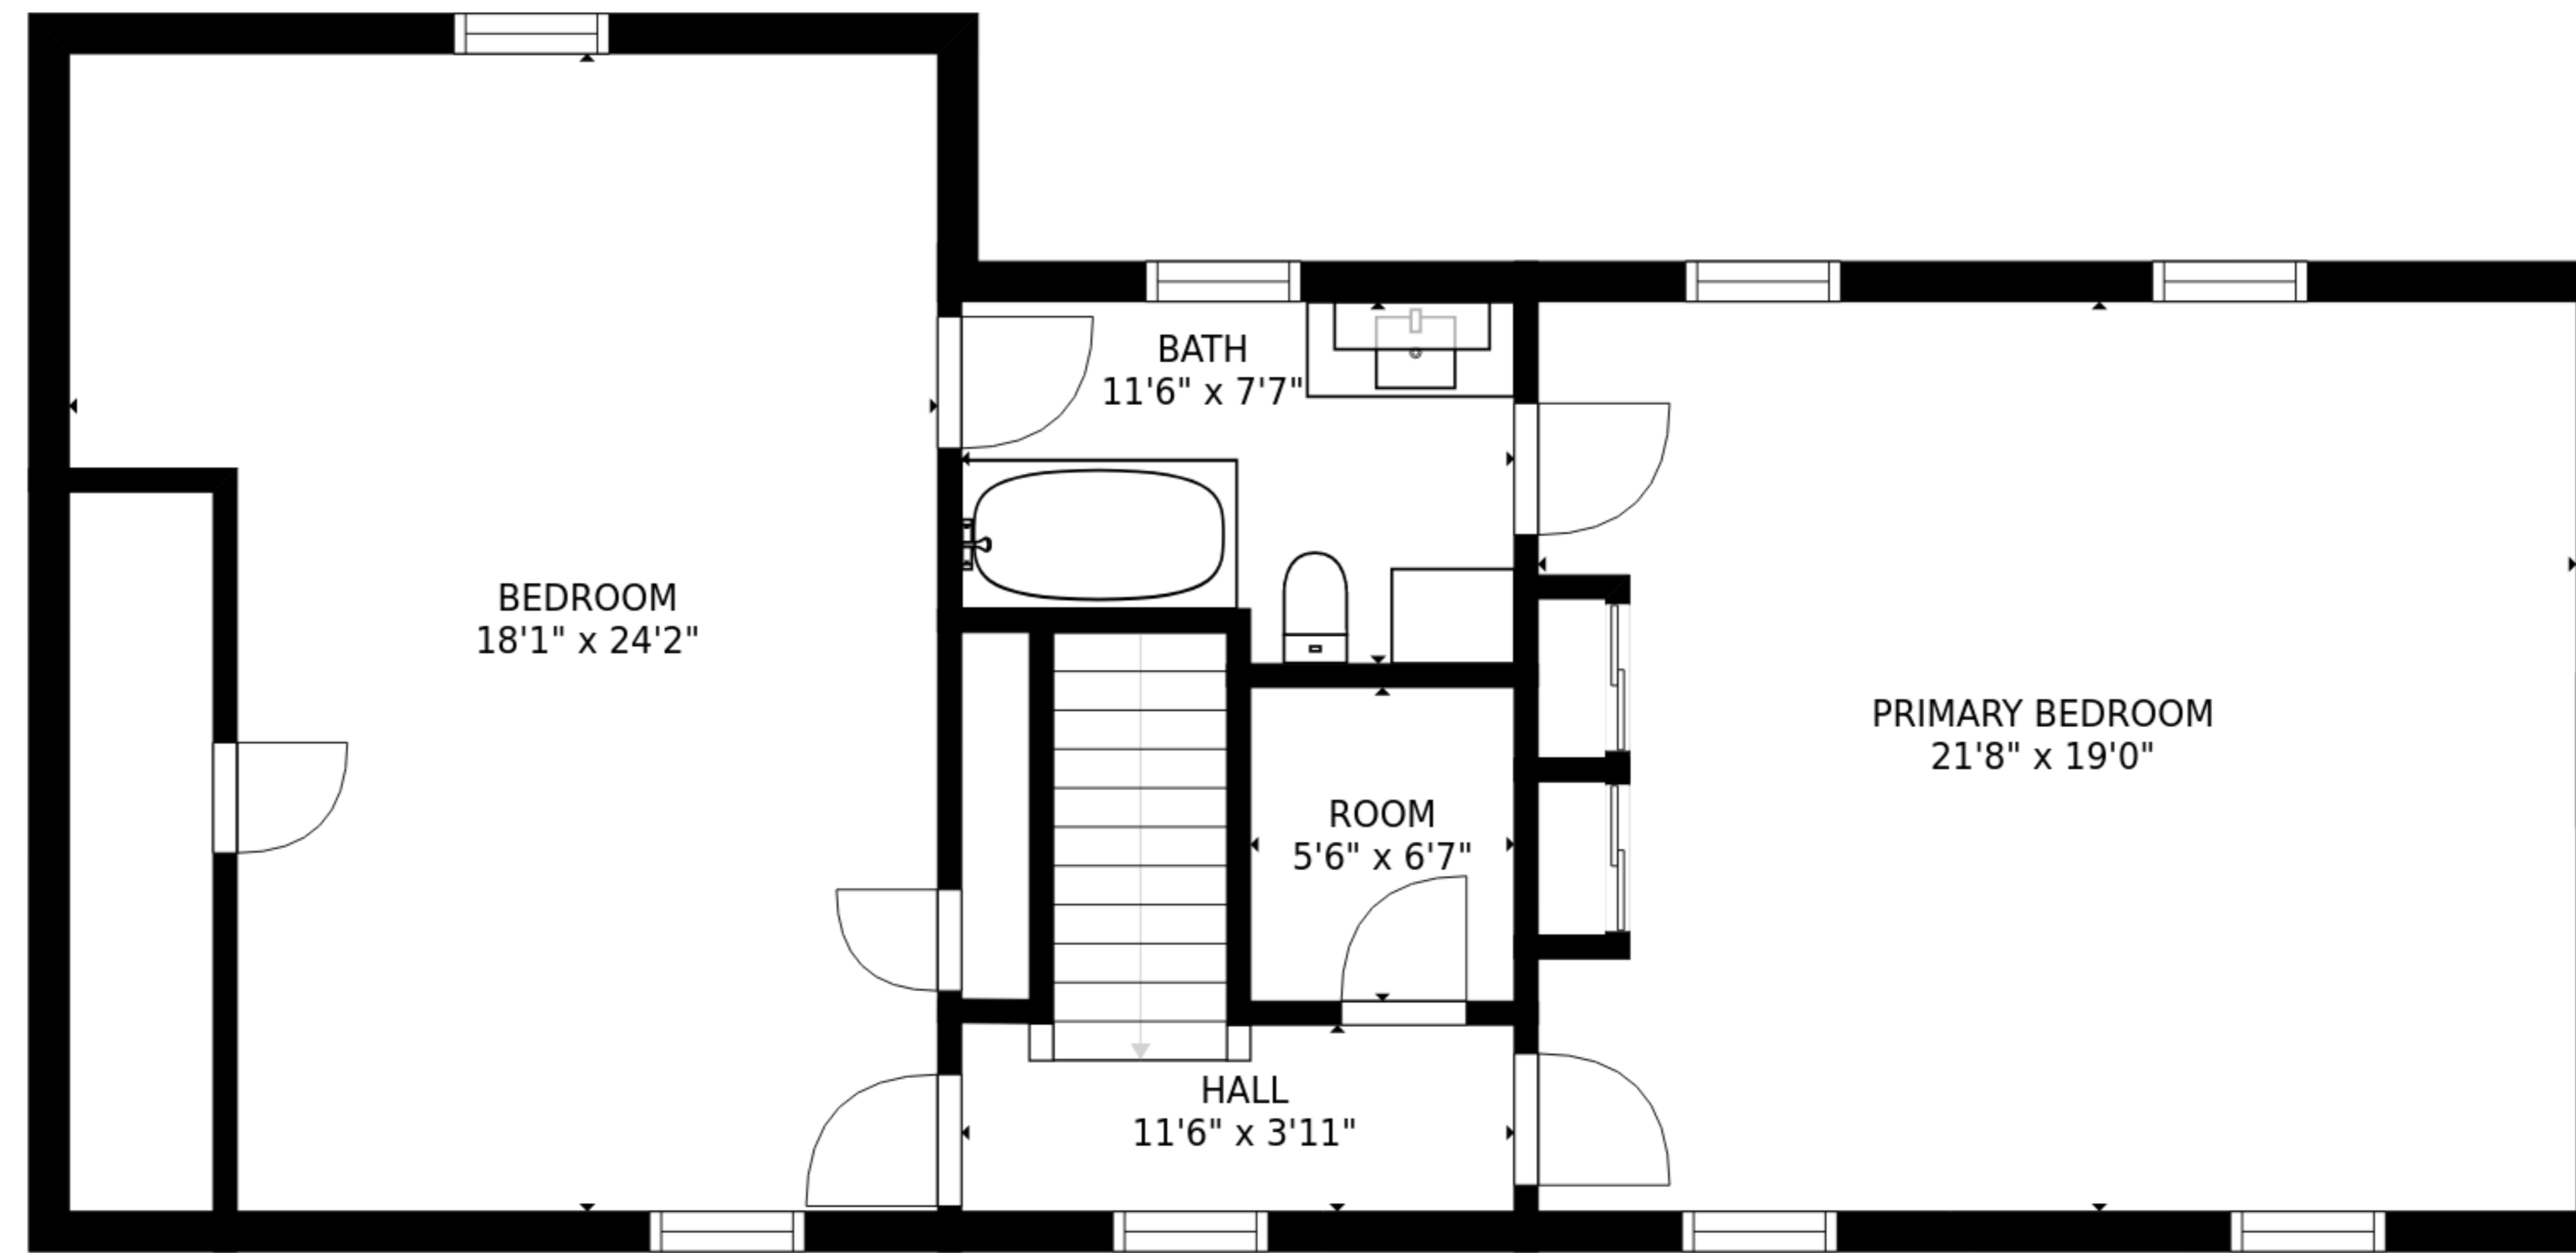 BATH
11'6" x 7'7"
BEDROOM
18'1" x 24'2"
PRIMARY BEDROOM
21'8" x 19'0"
ROOM
5'6" x 6'7"
HALL
11'6" x 3'11"